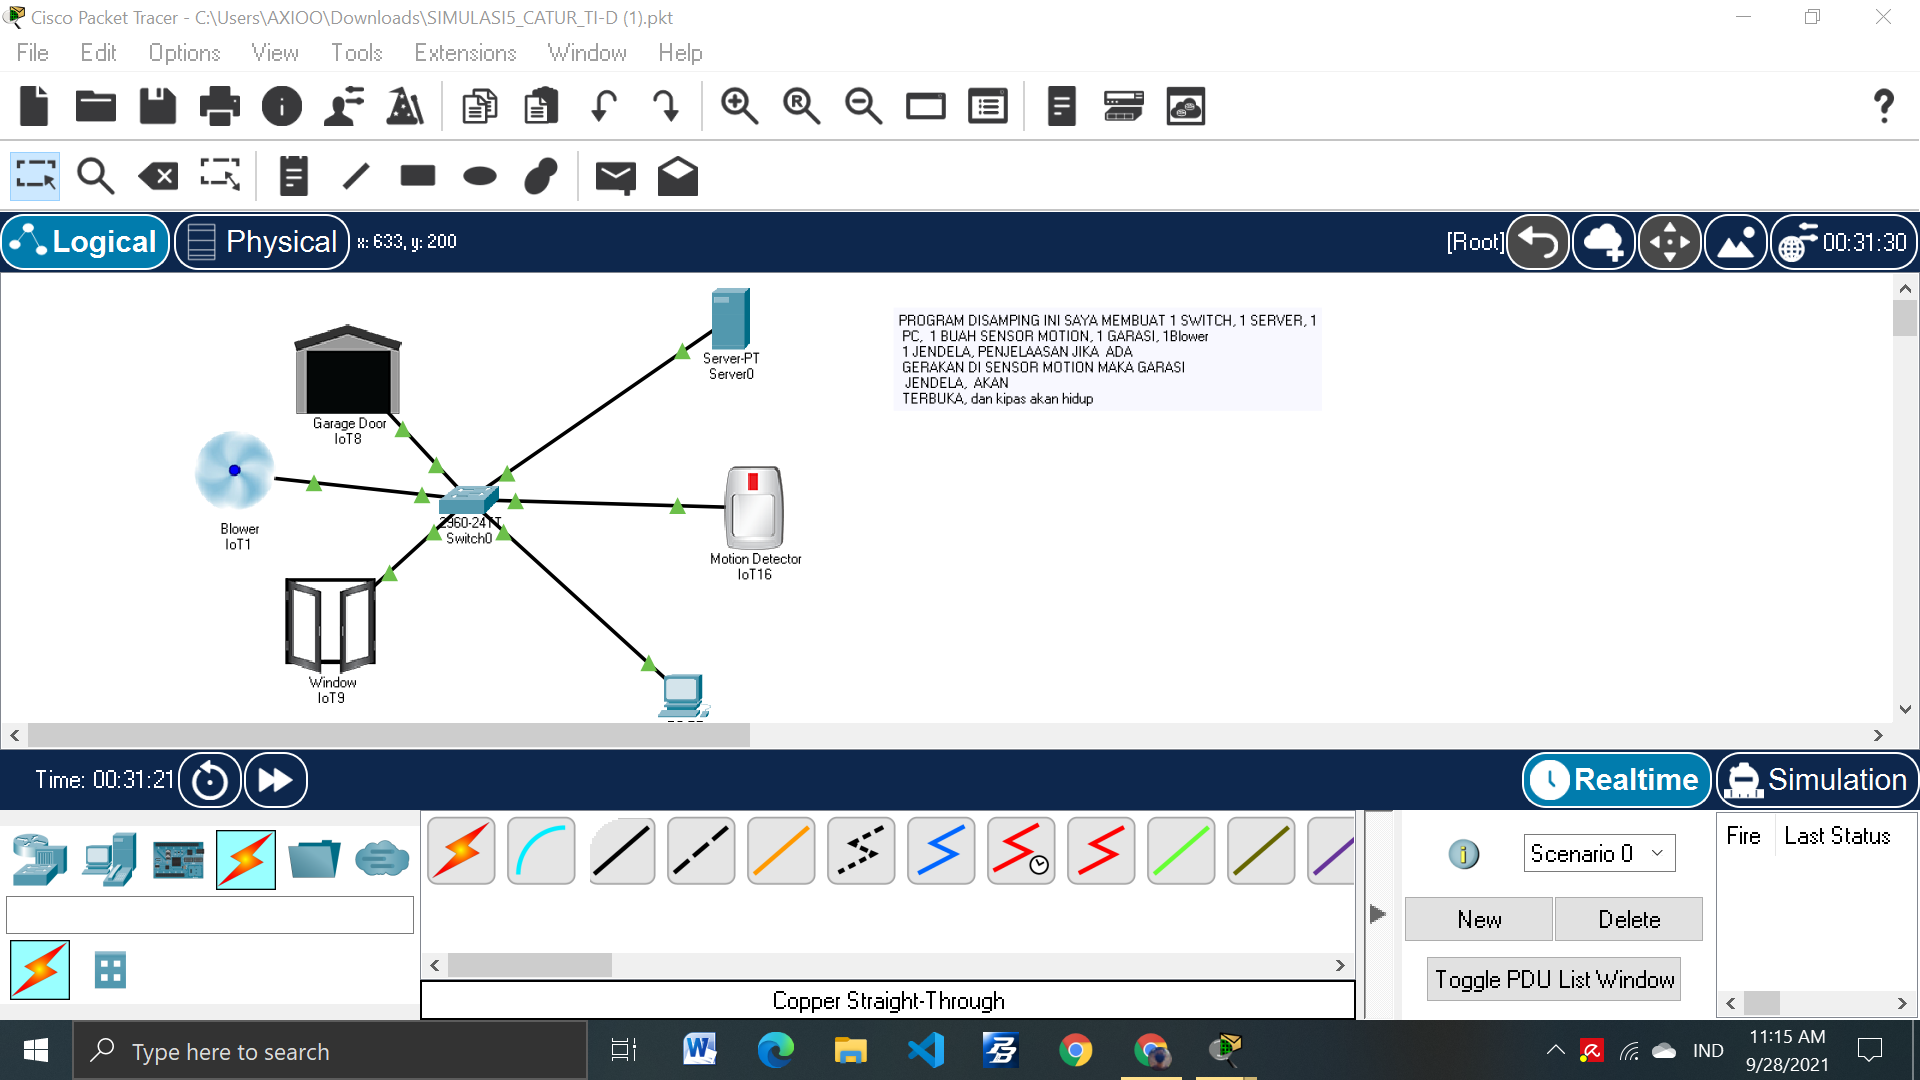 Cisco Packet Tracer - C:\Users\AXIOO\Downloads\SIMULASI5_CATUR_TI-D (1).pkt
File Edit Options View Tools Extensions Window Help
Logical Physical x: 633, y: 200 [Root] 00:31:30
PROGRAM DISAMPING INI SAYA MEMBUAT 1 SWITCH, 1 SERVER, 1
PC, 1 BUAH SENSOR MOTION, 1 GARASI, 1Blower
1 JENDELA, PENJELAASAN JIKA ADA
GERAKAN DI SENSOR MOTION MAKA GARASI
JENDELA, AKAN
TERBUKA, dan kipas akan hidup
Server-PT
Server0
Garage Door
IoT8
Blower
IoT1
2960-24TT
Switch0
Motion Detector
IoT16
Window
IoT9
Time: 00:31:21 Realtime Simulation
Scenario 0
Fire Last Status
New Delete
Toggle PDU List Window
Copper Straight-Through
Type here to search
IND
11:15 AM
9/28/2021